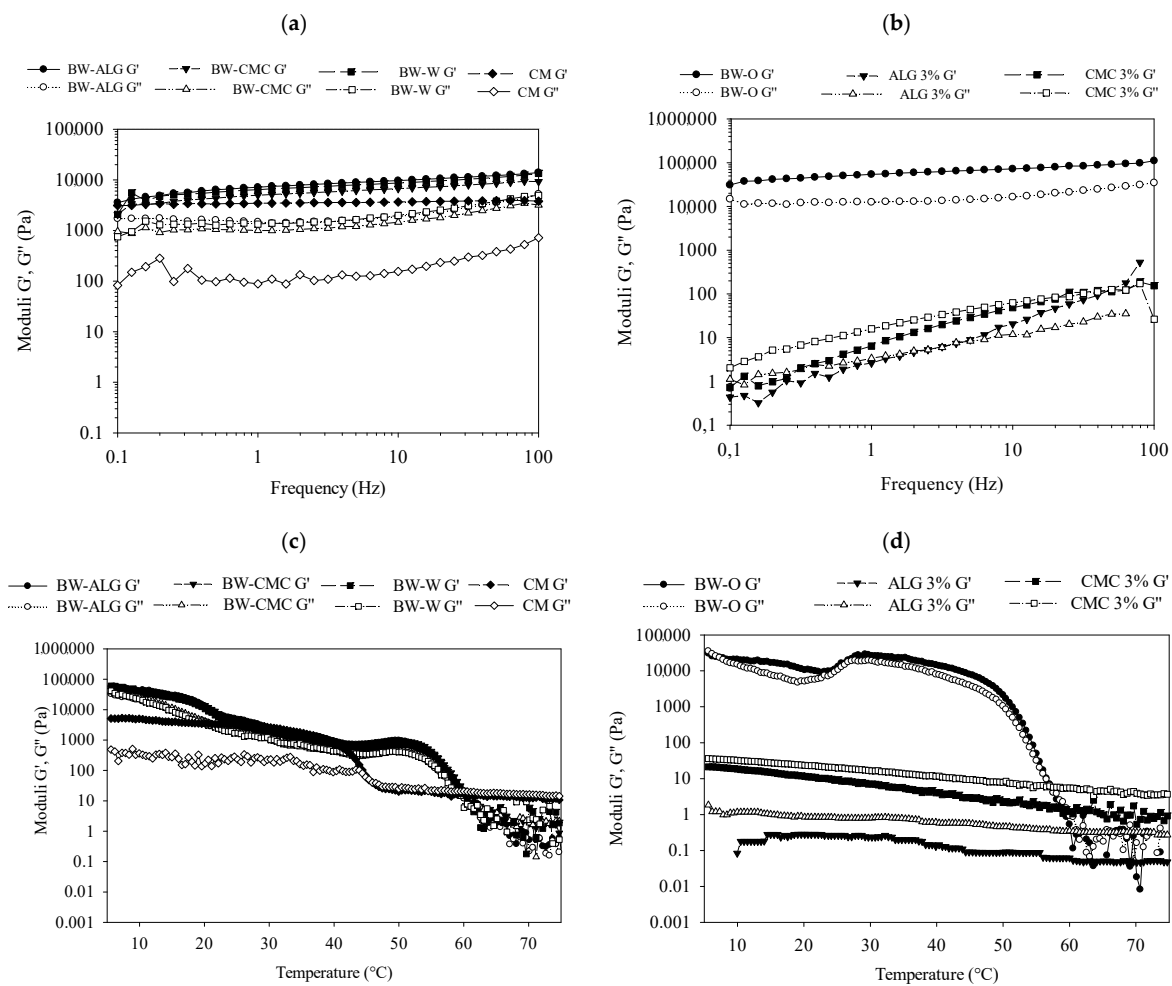 (a)
(b)
BW-ALG G' BW-CMC G' BW-W G' CM G'
BW-ALG G'' BW-CMC G'' BW-W G'' CM G''
BW-O G' ALG 3% G' CMC 3% G'
BW-O G'' ALG 3% G'' CMC 3% G''
Moduli G', G'' (Pa)
100000
10000
1000
100
10
1
0.1
0.1 1 10 100
Frequency (Hz)
Moduli G', G'' (Pa)
1000000
100000
10000
1000
100
10
1
0,1
0,1 1 10 100
Frequency (Hz)
(c)
(d)
BW-ALG G' BW-CMC G' BW-W G' CM G'
BW-ALG G'' BW-CMC G'' BW-W G'' CM G''
BW-O G' ALG 3% G' CMC 3% G'
BW-O G'' ALG 3% G'' CMC 3% G''
Moduli G', G'' (Pa)
1000000
100000
10000
1000
100
10
1
0.1
0.01
0.001
10 20 30 40 50 60 70
Temperature (°C)
Moduli G', G'' (Pa)
100000
10000
1000
100
10
1
0.1
0.01
0.001
10 20 30 40 50 60 70
Temperature (°C)